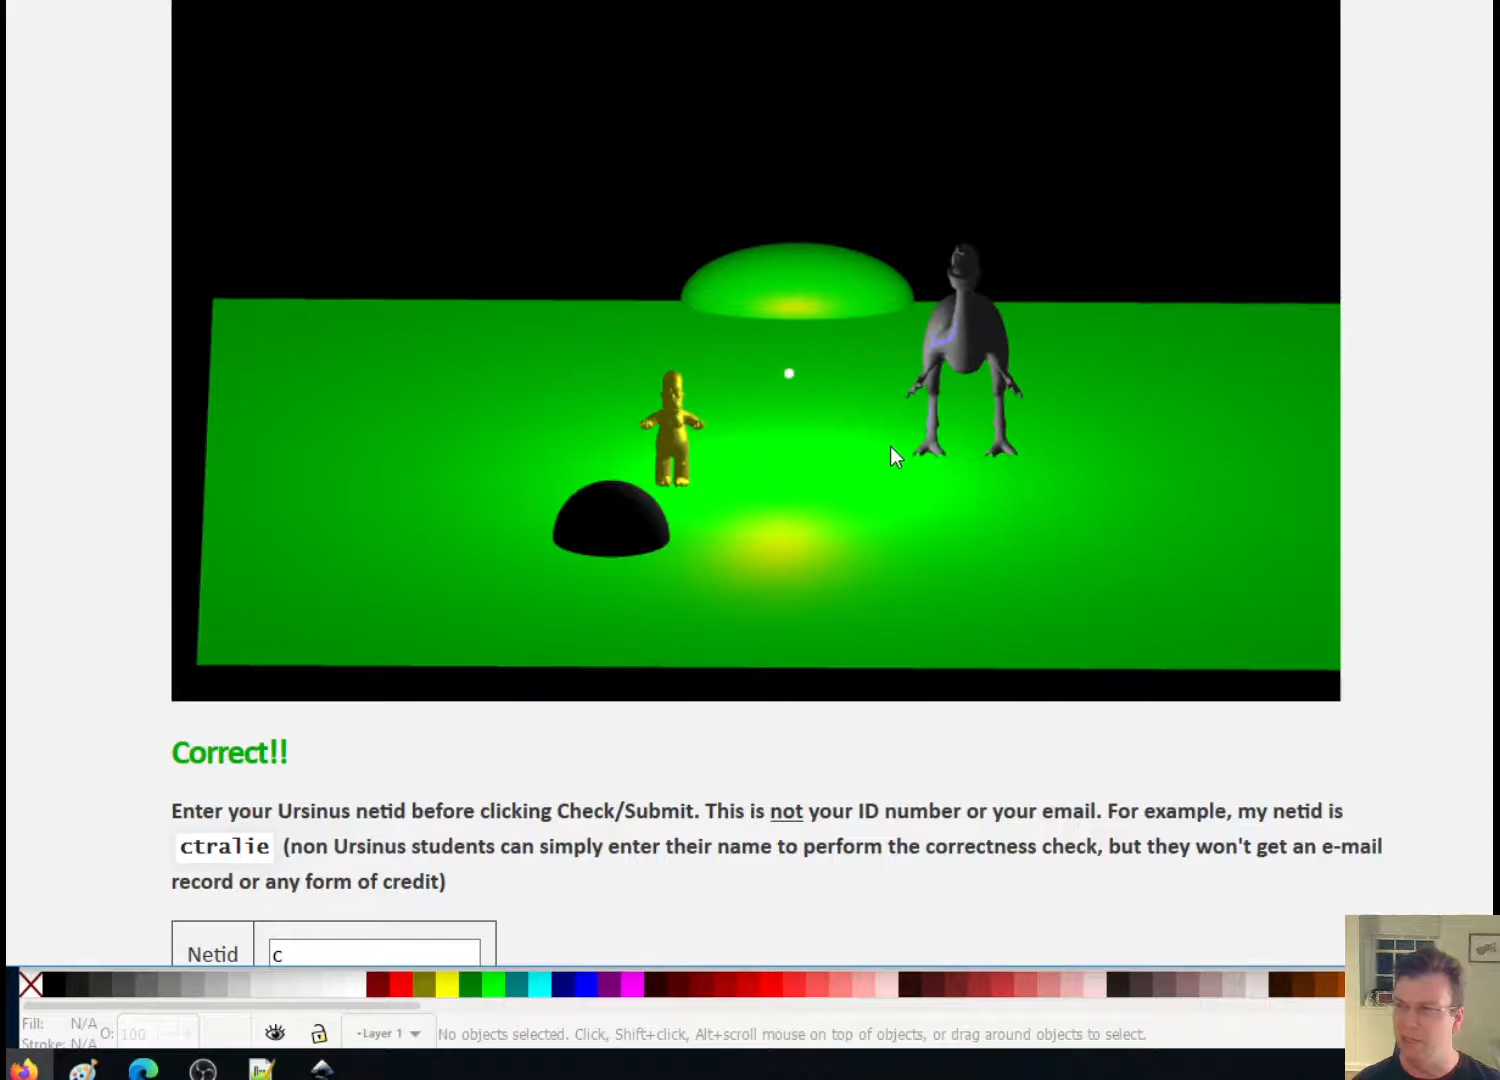 Correct!!
Enter your Ursinus netid before clicking Check/Submit. This is not your ID number or your email. For example, my netid is
ctralie (non Ursinus students can simply enter their name to perform the correctness check, but they won't get an e-mail
record or any form of credit)
Netid c
Fill: N/A
Stroke: N/A O: 100 Layer 1 No objects selected. Click, Shift+click, Alt+scroll mouse on top of objects, or drag around objects to select.